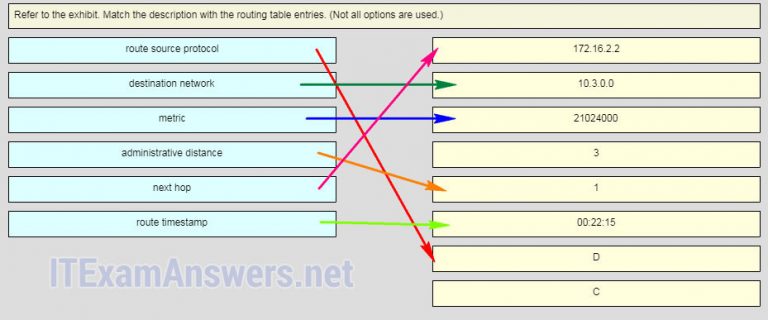 Refer to the exhibit. Match the description with the routing table entries. (Not all options are used.)
route source protocol 172.16.2.2
destination network 10.3.0.0
metric 21024000
administrative distance 3
next hop 1
route timestamp 00:22:15
D
C
ITExamAnswers.net